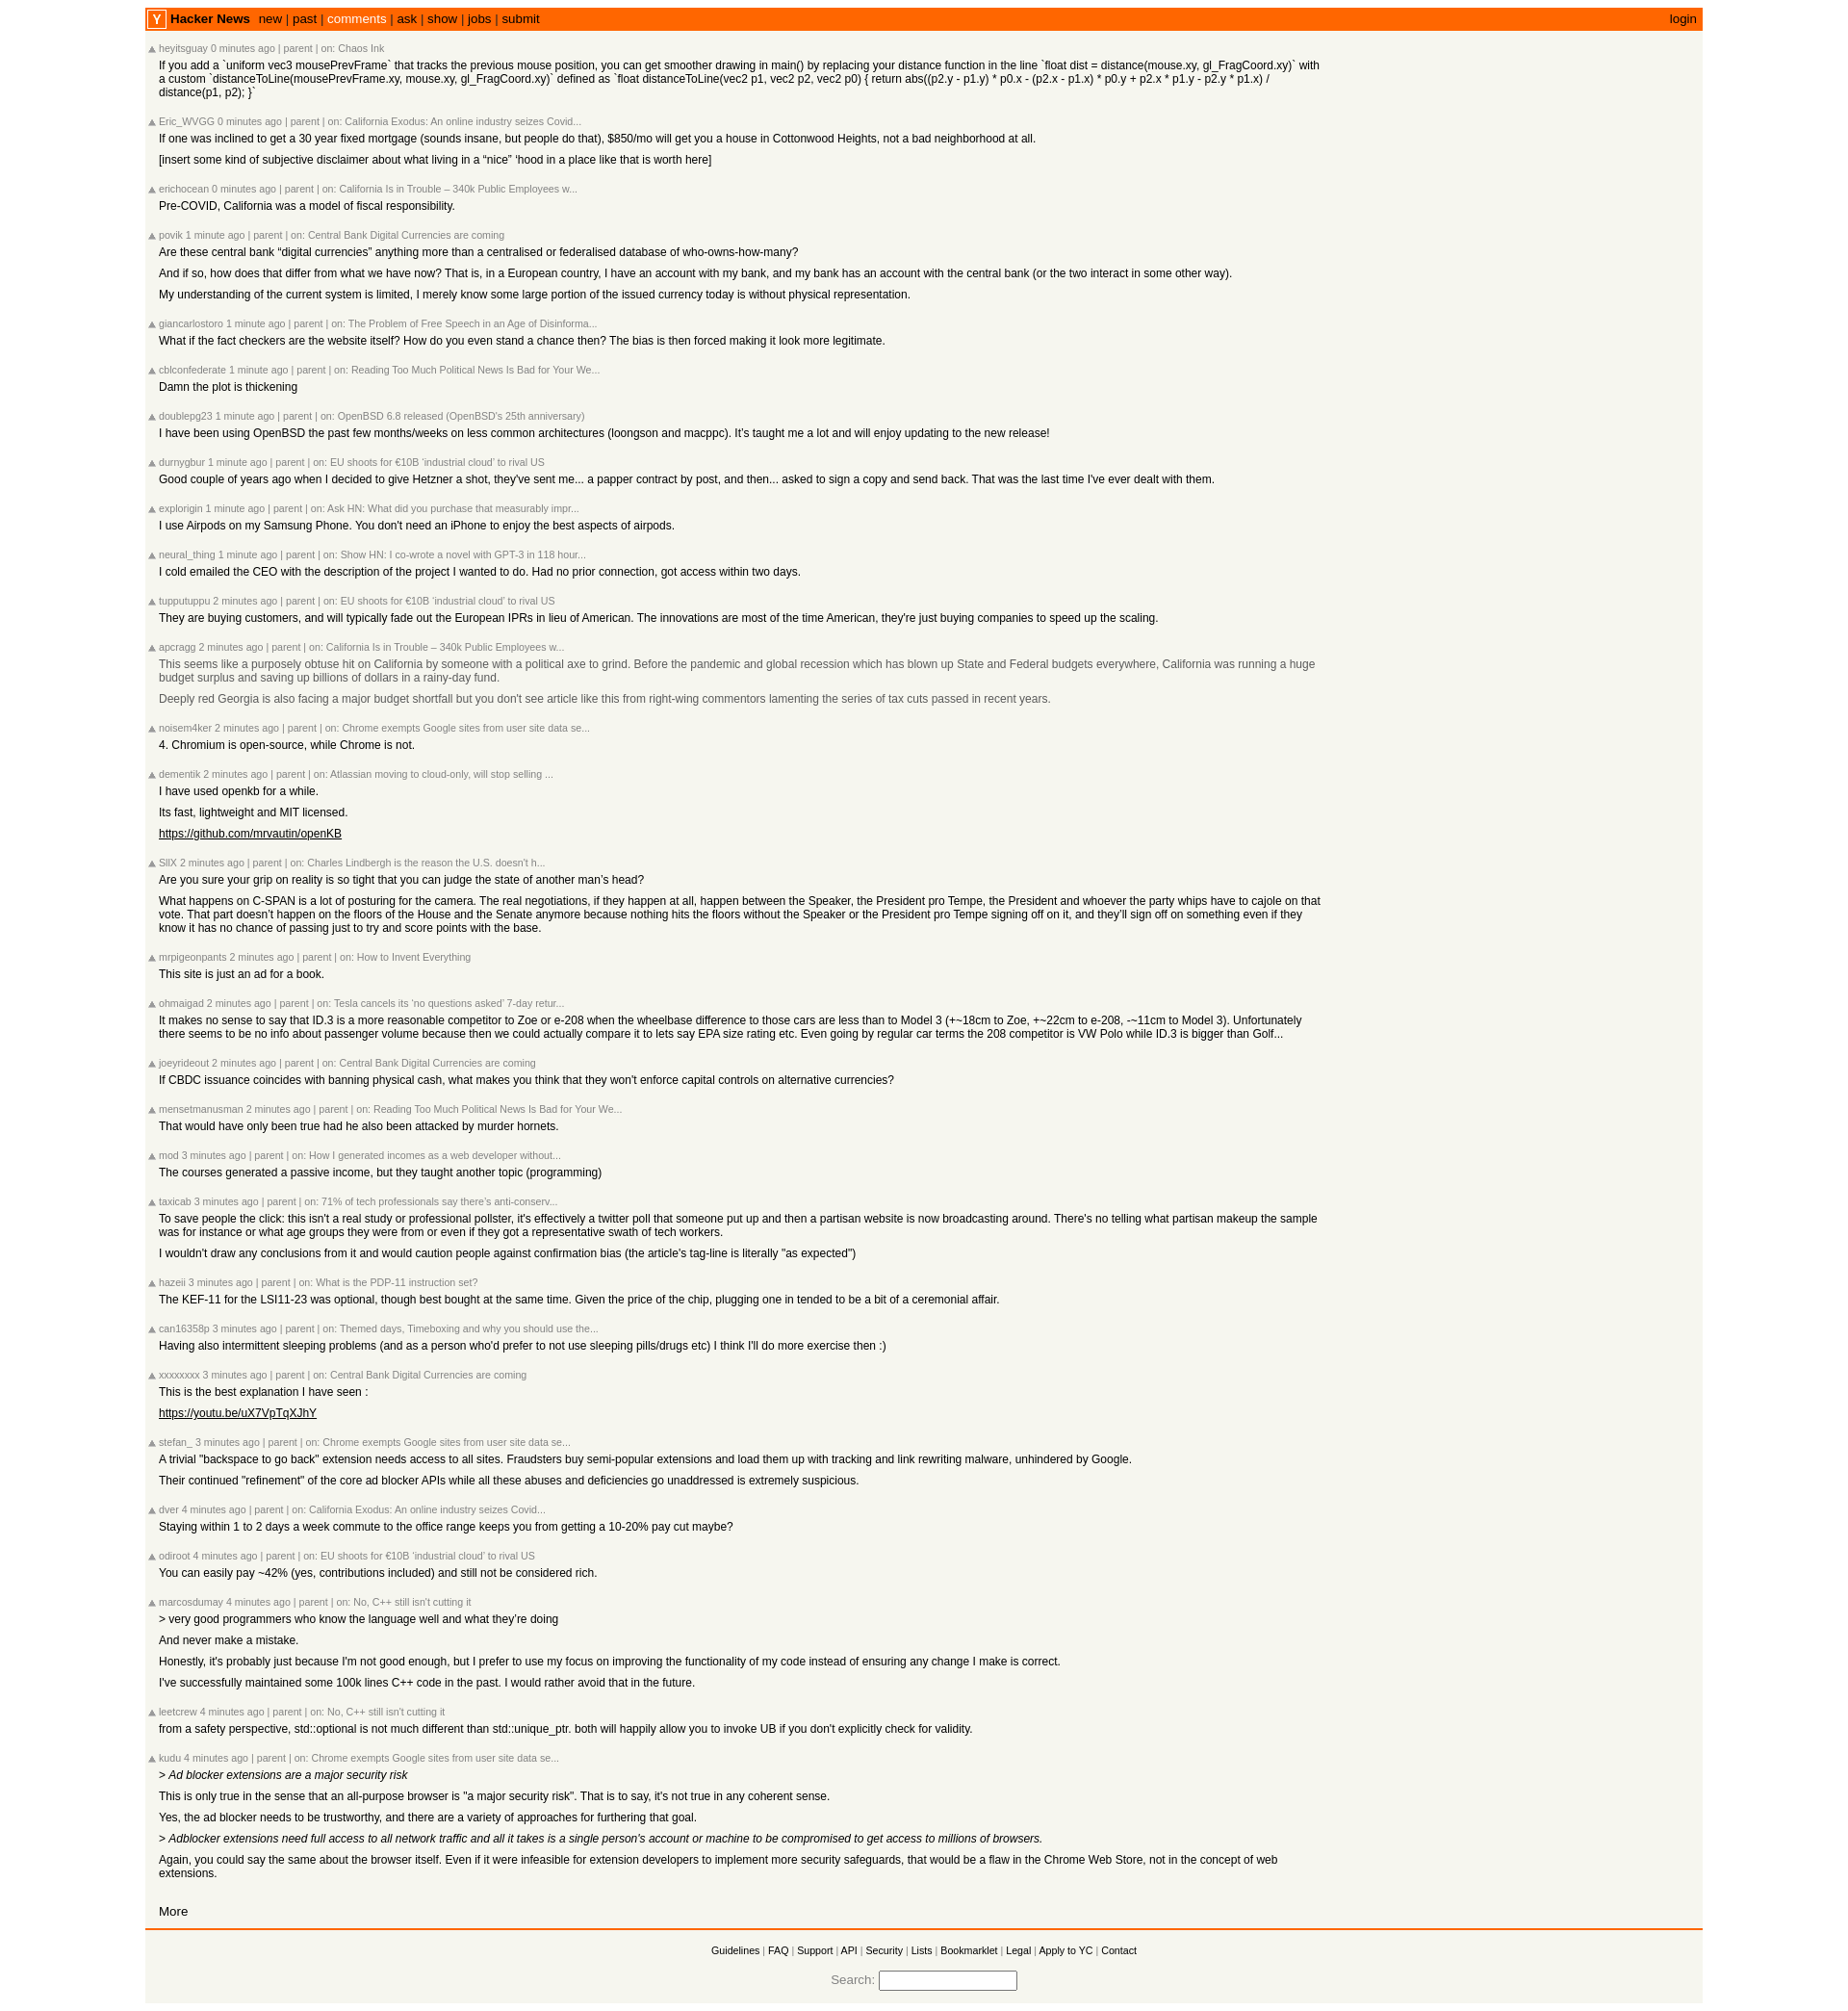 Y Hacker News new | past | comments | ask | show | jobs | submit login
heyitsguay 0 minutes ago | parent | on: Chaos Ink
If you add a `uniform vec3 mousePrevFrame` that tracks the previous mouse position, you can get smoother drawing in main() by replacing your distance function in the line `float dist = distance(mouse.xy, gl_FragCoord.xy)` with
a custom `distanceToLine(mousePrevFrame.xy, mouse.xy, gl_FragCoord.xy)` defined as `float distanceToLine(vec2 p1, vec2 p2, vec2 p0) { return abs((p2.y - p1.y) * p0.x - (p2.x - p1.x) * p0.y + p2.x * p1.y - p2.y * p1.x) /
distance(p1, p2); }`
Eric_WVGG 0 minutes ago | parent | on: California Exodus: An online industry seizes Covid...
If one was inclined to get a 30 year fixed mortgage (sounds insane, but people do that), $850/mo will get you a house in Cottonwood Heights, not a bad neighborhood at all.
[insert some kind of subjective disclaimer about what living in a “nice” ‘hood in a place like that is worth here]
erichocean 0 minutes ago | parent | on: California Is in Trouble – 340k Public Employees w...
Pre-COVID, California was a model of fiscal responsibility.
povik 1 minute ago | parent | on: Central Bank Digital Currencies are coming
Are these central bank “digital currencies” anything more than a centralised or federalised database of who-owns-how-many?
And if so, how does that differ from what we have now? That is, in a European country, I have an account with my bank, and my bank has an account with the central bank (or the two interact in some other way).
My understanding of the current system is limited, I merely know some large portion of the issued currency today is without physical representation.
giancarlostoro 1 minute ago | parent | on: The Problem of Free Speech in an Age of Disinforma...
What if the fact checkers are the website itself? How do you even stand a chance then? The bias is then forced making it look more legitimate.
cblconfederate 1 minute ago | parent | on: Reading Too Much Political News Is Bad for Your We...
Damn the plot is thickening
doublepg23 1 minute ago | parent | on: OpenBSD 6.8 released (OpenBSD's 25th anniversary)
I have been using OpenBSD the past few months/weeks on less common architectures (loongson and macppc). It’s taught me a lot and will enjoy updating to the new release!
durnygbur 1 minute ago | parent | on: EU shoots for €10B ‘industrial cloud’ to rival US
Good couple of years ago when I decided to give Hetzner a shot, they've sent me... a papper contract by post, and then... asked to sign a copy and send back. That was the last time I've ever dealt with them.
explorigin 1 minute ago | parent | on: Ask HN: What did you purchase that measurably impr...
I use Airpods on my Samsung Phone. You don't need an iPhone to enjoy the best aspects of airpods.
neural_thing 1 minute ago | parent | on: Show HN: I co-wrote a novel with GPT-3 in 118 hour...
I cold emailed the CEO with the description of the project I wanted to do. Had no prior connection, got access within two days.
tupputuppu 2 minutes ago | parent | on: EU shoots for €10B ‘industrial cloud’ to rival US
They are buying customers, and will typically fade out the European IPRs in lieu of American. The innovations are most of the time American, they're just buying companies to speed up the scaling.
apcragg 2 minutes ago | parent | on: California Is in Trouble – 340k Public Employees w...
This seems like a purposely obtuse hit on California by someone with a political axe to grind. Before the pandemic and global recession which has blown up State and Federal budgets everywhere, California was running a huge
budget surplus and saving up billions of dollars in a rainy-day fund.
Deeply red Georgia is also facing a major budget shortfall but you don't see article like this from right-wing commentors lamenting the series of tax cuts passed in recent years.
noisem4ker 2 minutes ago | parent | on: Chrome exempts Google sites from user site data se...
4. Chromium is open-source, while Chrome is not.
dementik 2 minutes ago | parent | on: Atlassian moving to cloud-only, will stop selling ...
I have used openkb for a while.
Its fast, lightweight and MIT licensed.
https://github.com/mrvautin/openKB
SllX 2 minutes ago | parent | on: Charles Lindbergh is the reason the U.S. doesn't h...
Are you sure your grip on reality is so tight that you can judge the state of another man’s head?
What happens on C-SPAN is a lot of posturing for the camera. The real negotiations, if they happen at all, happen between the Speaker, the President pro Tempe, the President and whoever the party whips have to cajole on that
vote. That part doesn’t happen on the floors of the House and the Senate anymore because nothing hits the floors without the Speaker or the President pro Tempe signing off on it, and they’ll sign off on something even if they
know it has no chance of passing just to try and score points with the base.
mrpigeonpants 2 minutes ago | parent | on: How to Invent Everything
This site is just an ad for a book.
ohmaigad 2 minutes ago | parent | on: Tesla cancels its ‘no questions asked’ 7-day retur...
It makes no sense to say that ID.3 is a more reasonable competitor to Zoe or e-208 when the wheelbase difference to those cars are less than to Model 3 (+~18cm to Zoe, +~22cm to e-208, -~11cm to Model 3). Unfortunately
there seems to be no info about passenger volume because then we could actually compare it to lets say EPA size rating etc. Even going by regular car terms the 208 competitor is VW Polo while ID.3 is bigger than Golf...
joeyrideout 2 minutes ago | parent | on: Central Bank Digital Currencies are coming
If CBDC issuance coincides with banning physical cash, what makes you think that they won't enforce capital controls on alternative currencies?
mensetmanusman 2 minutes ago | parent | on: Reading Too Much Political News Is Bad for Your We...
That would have only been true had he also been attacked by murder hornets.
mod 3 minutes ago | parent | on: How I generated incomes as a web developer without...
The courses generated a passive income, but they taught another topic (programming)
taxicab 3 minutes ago | parent | on: 71% of tech professionals say there's anti-conserv...
To save people the click: this isn't a real study or professional pollster, it's effectively a twitter poll that someone put up and then a partisan website is now broadcasting around. There's no telling what partisan makeup the sample
was for instance or what age groups they were from or even if they got a representative swath of tech workers.
I wouldn't draw any conclusions from it and would caution people against confirmation bias (the article's tag-line is literally "as expected")
hazeii 3 minutes ago | parent | on: What is the PDP-11 instruction set?
The KEF-11 for the LSI11-23 was optional, though best bought at the same time. Given the price of the chip, plugging one in tended to be a bit of a ceremonial affair.
can16358p 3 minutes ago | parent | on: Themed days, Timeboxing and why you should use the...
Having also intermittent sleeping problems (and as a person who'd prefer to not use sleeping pills/drugs etc) I think I'll do more exercise then :)
xxxxxxxx 3 minutes ago | parent | on: Central Bank Digital Currencies are coming
This is the best explanation I have seen :
https://youtu.be/uX7VpTqXJhY
stefan_ 3 minutes ago | parent | on: Chrome exempts Google sites from user site data se...
A trivial "backspace to go back" extension needs access to all sites. Fraudsters buy semi-popular extensions and load them up with tracking and link rewriting malware, unhindered by Google.
Their continued "refinement" of the core ad blocker APIs while all these abuses and deficiencies go unaddressed is extremely suspicious.
dver 4 minutes ago | parent | on: California Exodus: An online industry seizes Covid...
Staying within 1 to 2 days a week commute to the office range keeps you from getting a 10-20% pay cut maybe?
odiroot 4 minutes ago | parent | on: EU shoots for €10B ‘industrial cloud’ to rival US
You can easily pay ~42% (yes, contributions included) and still not be considered rich.
marcosdumay 4 minutes ago | parent | on: No, C++ still isn't cutting it
> very good programmers who know the language well and what they’re doing
And never make a mistake.
Honestly, it's probably just because I'm not good enough, but I prefer to use my focus on improving the functionality of my code instead of ensuring any change I make is correct.
I've successfully maintained some 100k lines C++ code in the past. I would rather avoid that in the future.
leetcrew 4 minutes ago | parent | on: No, C++ still isn't cutting it
from a safety perspective, std::optional is not much different than std::unique_ptr. both will happily allow you to invoke UB if you don't explicitly check for validity.
kudu 4 minutes ago | parent | on: Chrome exempts Google sites from user site data se...
> Ad blocker extensions are a major security risk
This is only true in the sense that an all-purpose browser is "a major security risk". That is to say, it's not true in any coherent sense.
Yes, the ad blocker needs to be trustworthy, and there are a variety of approaches for furthering that goal.
> Adblocker extensions need full access to all network traffic and all it takes is a single person's account or machine to be compromised to get access to millions of browsers.
Again, you could say the same about the browser itself. Even if it were infeasible for extension developers to implement more security safeguards, that would be a flaw in the Chrome Web Store, not in the concept of web
extensions.
More
Guidelines | FAQ | Support | API | Security | Lists | Bookmarklet | Legal | Apply to YC | Contact
Search: